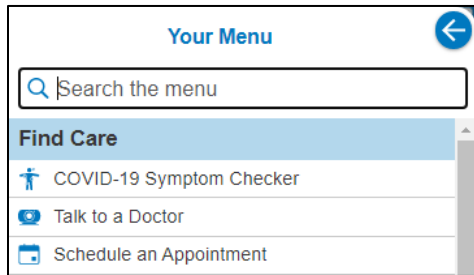 Your Menu
Search the menu
Find Care
COVID-19 Symptom Checker
Talk to a Doctor
Schedule an Appointment